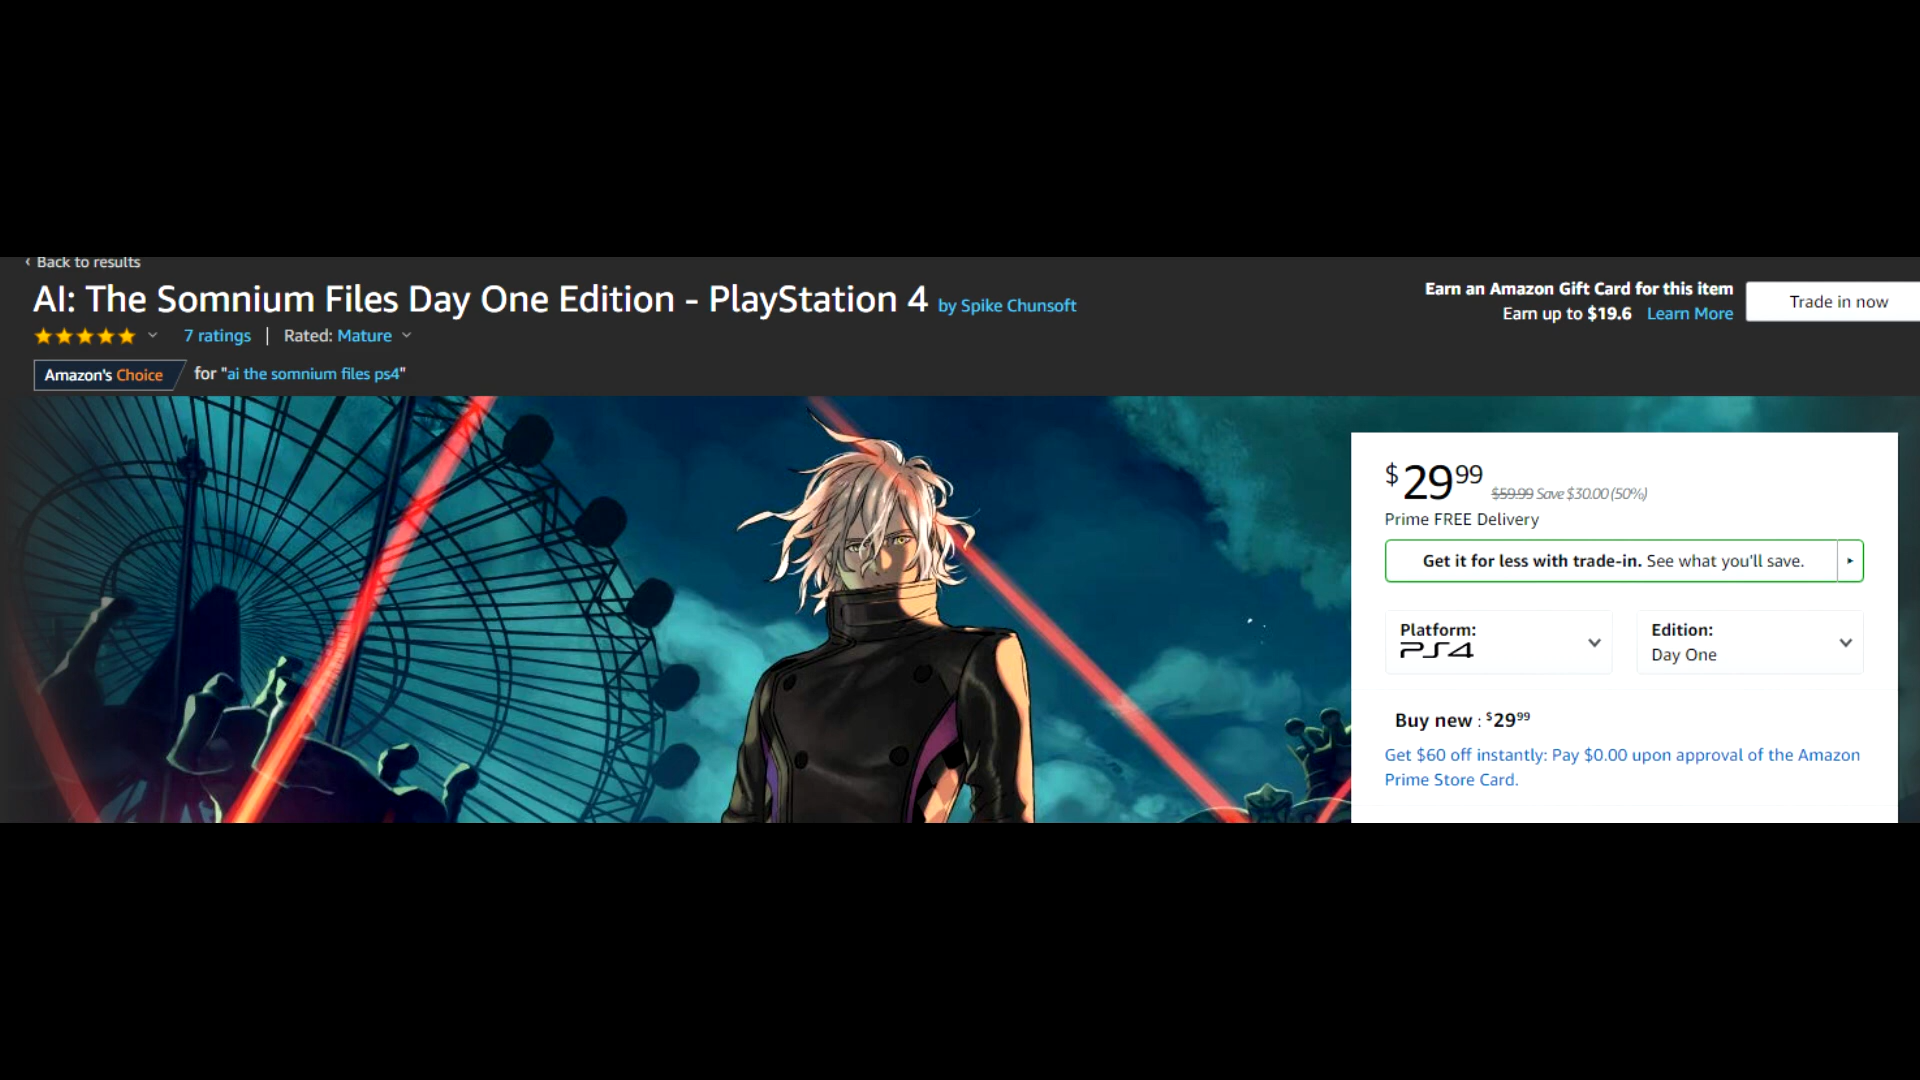 ‹ Back to results
AI: The Somnium Files Day One Edition - PlayStation 4 by Spike Chunsoft
7 ratings | Rated: Mature
Amazon's Choice for "ai the somnium files ps4"
Earn an Amazon Gift Card for this item
Earn up to $19.6 Learn More
Trade in now
$29.99 $59.99 Save $30.00 (50%)
Prime FREE Delivery
Get it for less with trade-in. See what you'll save.
Platform:
PS4
Edition:
Day One
Buy new : $29.99
Get $60 off instantly: Pay $0.00 upon approval of the Amazon
Prime Store Card.